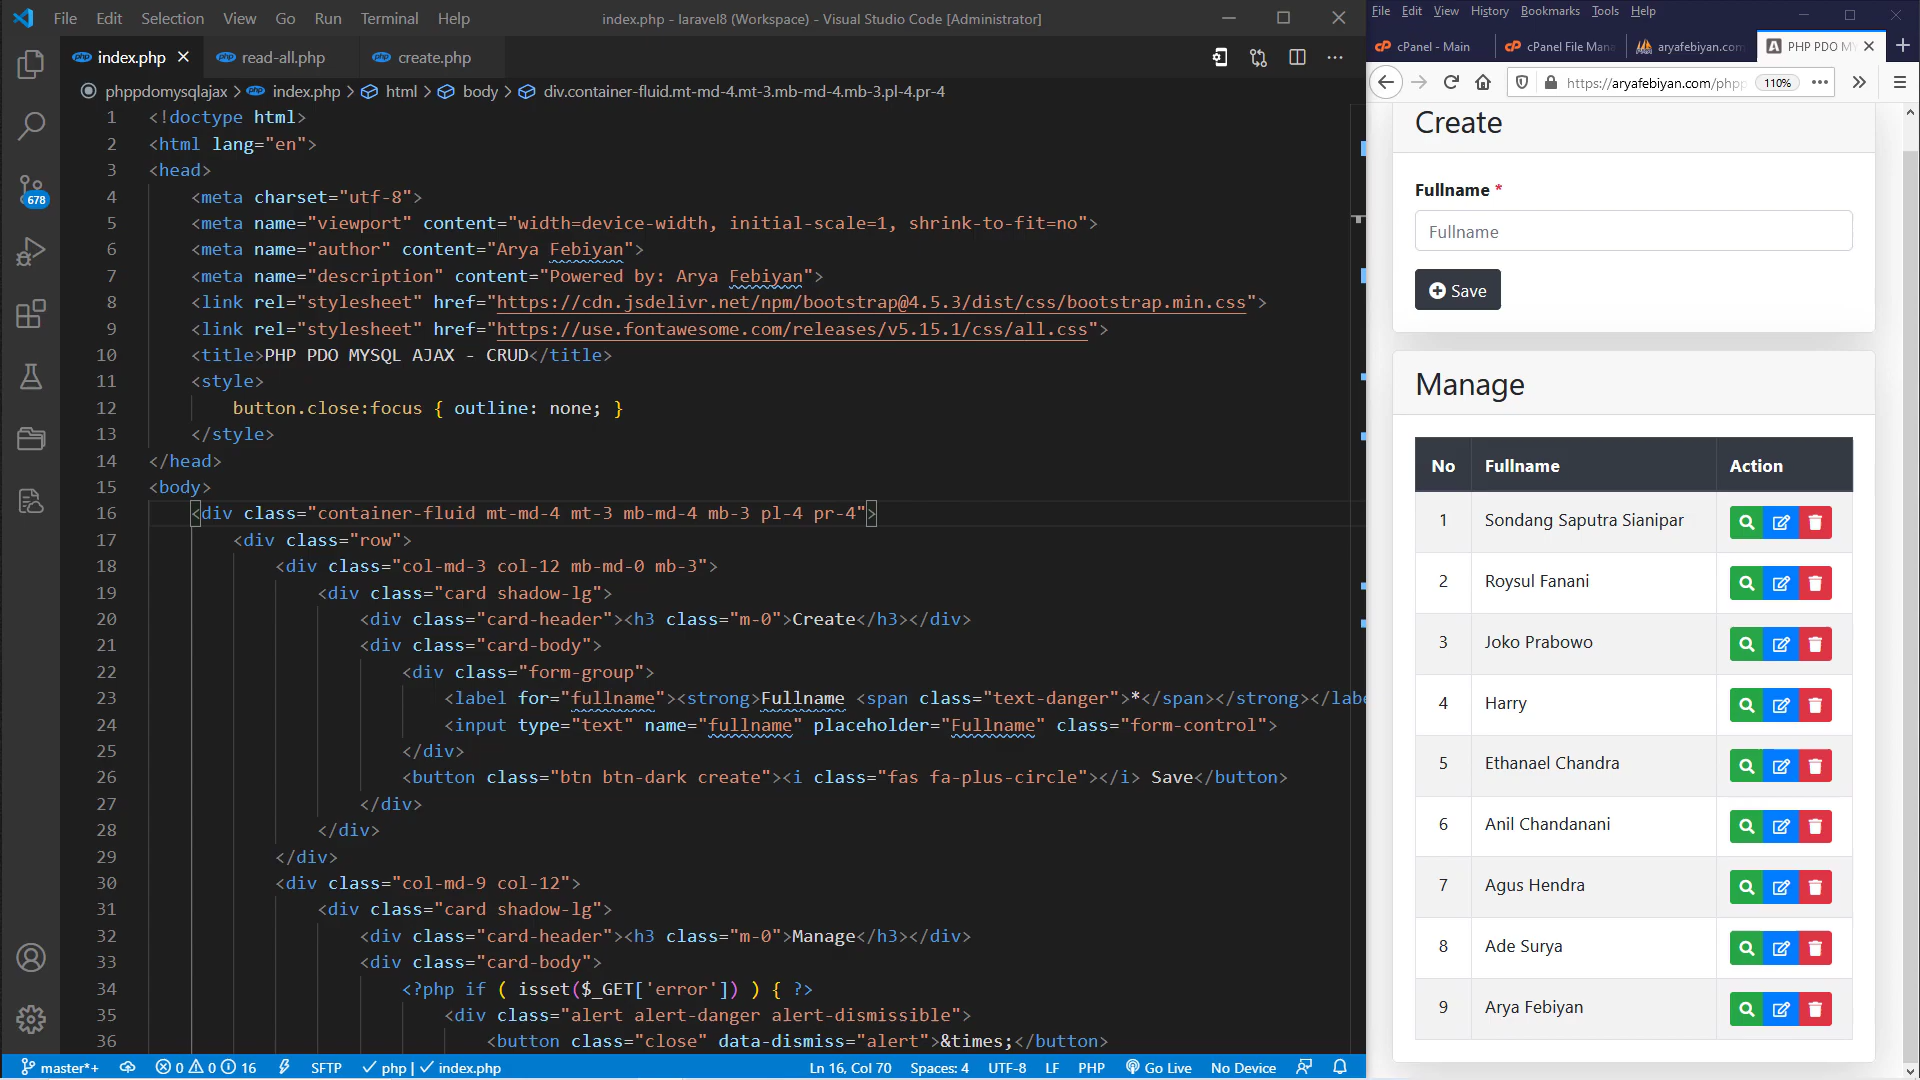 File Edit Selection View Go Run Terminal Help
index.php - laravel8 (Workspace) - Visual Studio Code [Administrator]
index.php
read-all.php
create.php
phppdomysqlajax > index.php > html > body > div.container-fluid.mt-md-4.mt-3.mb-md-4.mb-3.pl-4.pr-4
678
1 <!doctype html>
2 <html lang="en">
3 <head>
4 <meta charset="utf-8">
5 <meta name="viewport" content="width=device-width, initial-scale=1, shrink-to-fit=no">
6 <meta name="author" content="Arya Febiyan">
7 <meta name="description" content="Powered by: Arya Febiyan">
8 <link rel="stylesheet" href="https://cdn.jsdelivr.net/npm/bootstrap@4.5.3/dist/css/bootstrap.min.css">
9 <link rel="stylesheet" href="https://use.fontawesome.com/releases/v5.15.1/css/all.css">
10 <title>PHP PDO MYSQL AJAX - CRUD</title>
11 <style>
12 button.close:focus { outline: none; }
13 </style>
14 </head>
15 <body>
16 <div class="container-fluid mt-md-4 mt-3 mb-md-4 mb-3 pl-4 pr-4">
17 <div class="row">
18 <div class="col-md-3 col-12 mb-md-0 mb-3">
19 <div class="card shadow-lg">
20 <div class="card-header"><h3 class="m-0">Create</h3></div>
21 <div class="card-body">
22 <div class="form-group">
23 <label for="fullname"><strong>Fullname <span class="text-danger">*</span></strong></labe
24 <input type="text" name="fullname" placeholder="Fullname" class="form-control">
25 </div>
26 <button class="btn btn-dark create"><i class="fas fa-plus-circle"></i> Save</button>
27 </div>
28 </div>
29 </div>
30 <div class="col-md-9 col-12">
31 <div class="card shadow-lg">
32 <div class="card-header"><h3 class="m-0">Manage</h3></div>
33 <div class="card-body">
34 <?php if ( isset($_GET['error']) ) { ?>
35 <div class="alert alert-danger alert-dismissible">
36 <button class="close" data-dismiss="alert">&times;</button>
master*+ 0 0 16 SFTP php | index.php Ln 16, Col 70 Spaces: 4 UTF-8 LF PHP Go Live No Device
File Edit View History Bookmarks Tools Help
cPanel - Main
cPanel File Mana
aryafebiyan.com
PHP PDO MY
https://aryafebiyan.com/phpp 110%
Create
Fullname *
Fullname
Save
Manage
No Fullname Action
1 Sondang Saputra Sianipar
2 Roysul Fanani
3 Joko Prabowo
4 Harry
5 Ethanael Chandra
6 Anil Chandanani
7 Agus Hendra
8 Ade Surya
9 Arya Febiyan